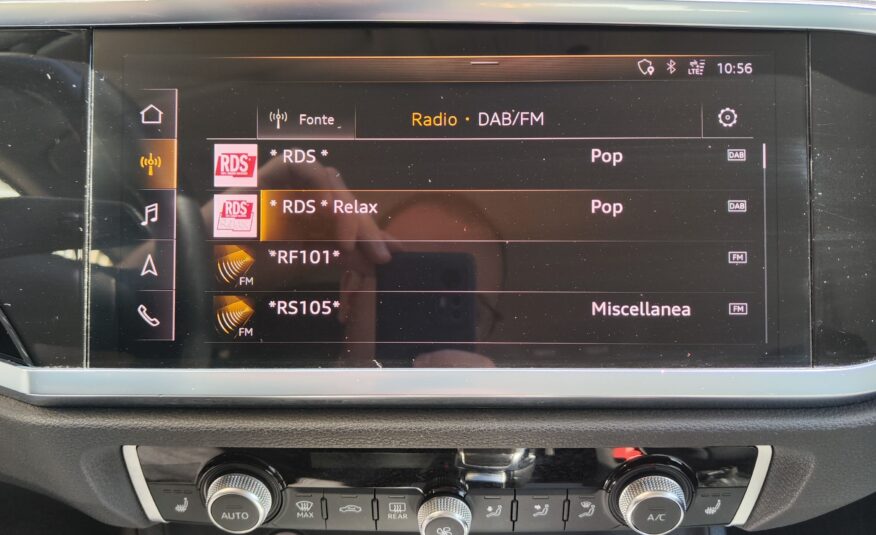 LTE 10:56
Fonte Radio • DAB/FM
RDS * RDS * Pop DAB
RDS * RDS * Relax Pop DAB
FM *RF101* FM
FM *RS105* Miscellanea FM
AUTO MAX REAR A/C